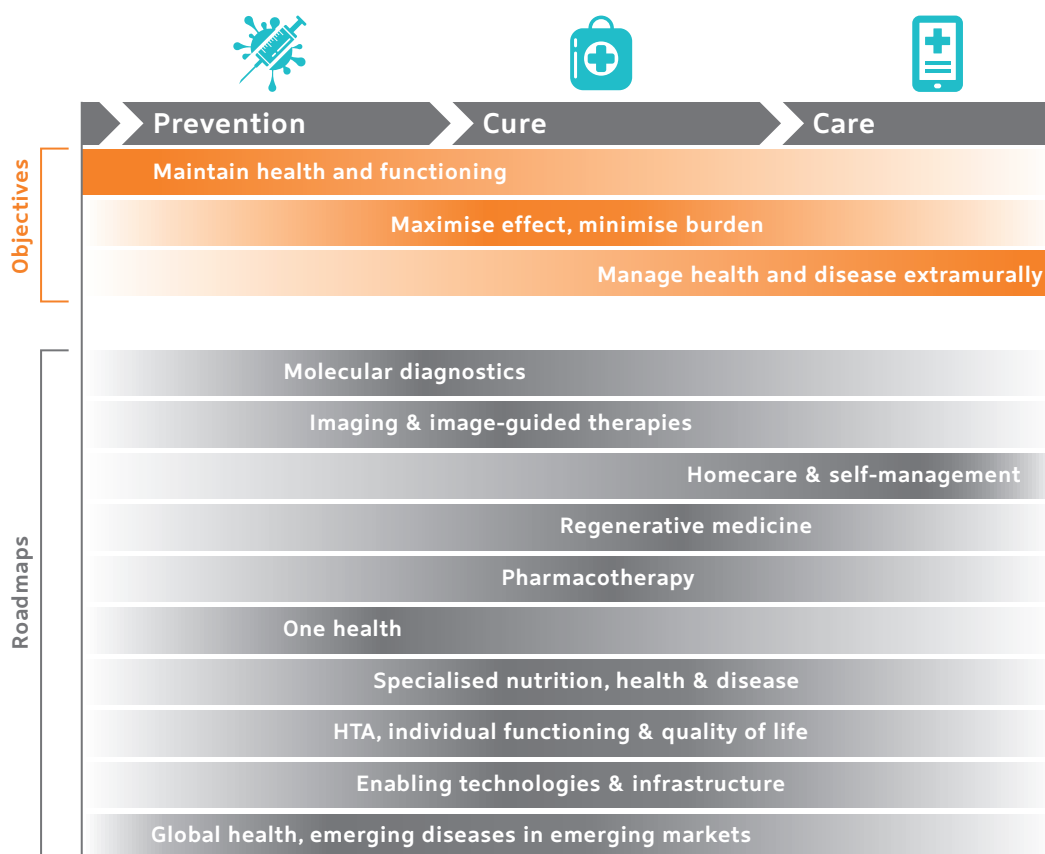 Prevention
Cure
Care
Objectives
Maintain health and functioning
Maximise effect, minimise burden
Manage health and disease extramurally
Roadmaps
Molecular diagnostics
Imaging & image-guided therapies
Homecare & self-management
Regenerative medicine
Pharmacotherapy
One health
Specialised nutrition, health & disease
HTA, individual functioning & quality of life
Enabling technologies & infrastructure
Global health, emerging diseases in emerging markets